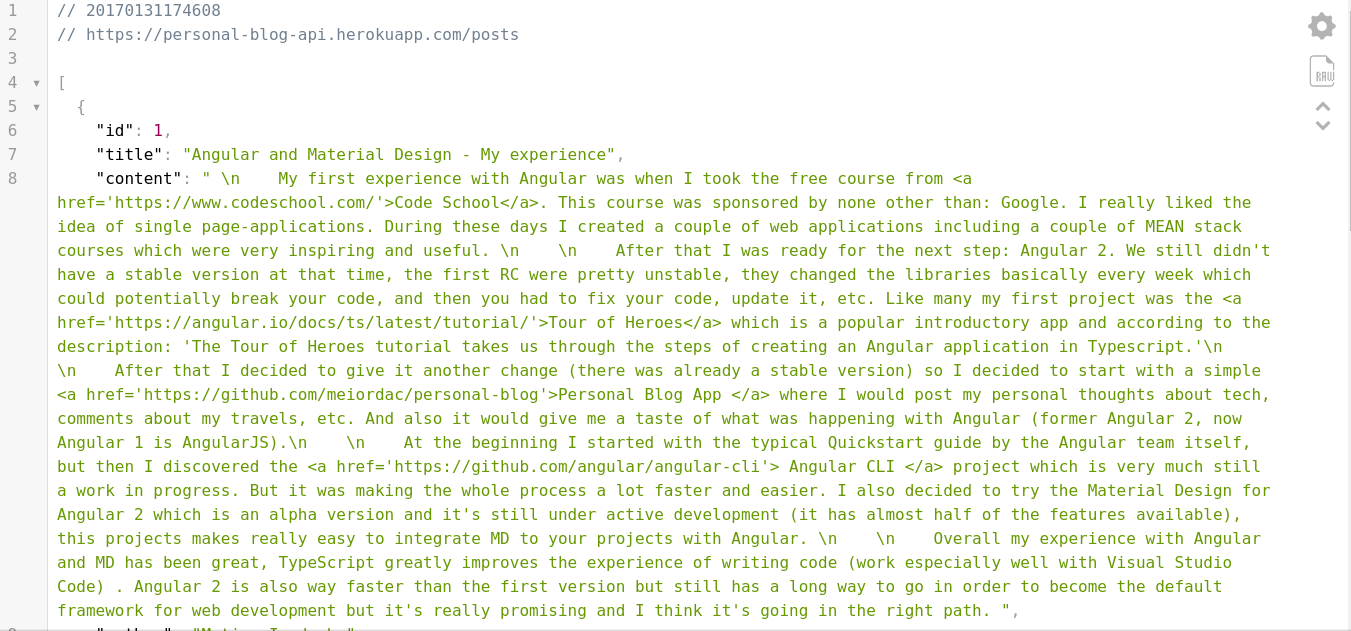 1 // 20170131174608
2 // https://personal-blog-api.herokuapp.com/posts
3
4 ▼ [
5 ▼ {
6 "id": 1,
7 "title": "Angular and Material Design - My experience",
8 "content": " \n    My first experience with Angular was when I took the free course from <a
href='https://www.codeschool.com/'>Code School</a>. This course was sponsored by none other than: Google. I really liked the
idea of single page-applications. During these days I created a couple of web applications including a couple of MEAN stack
courses which were very inspiring and useful. \n    \n    After that I was ready for the next step: Angular 2. We still didn't
have a stable version at that time, the first RC were pretty unstable, they changed the libraries basically every week which
could potentially break your code, and then you had to fix your code, update it, etc. Like many my first project was the <a
href='https://angular.io/docs/ts/latest/tutorial/'>Tour of Heroes</a> which is a popular introductory app and according to the
description: 'The Tour of Heroes tutorial takes us through the steps of creating an Angular application in Typescript.'\n
\n    After that I decided to give it another change (there was already a stable version) so I decided to start with a simple
<a href='https://github.com/meiordac/personal-blog'>Personal Blog App </a> where I would post my personal thoughts about tech,
comments about my travels, etc. And also it would give me a taste of what was happening with Angular (former Angular 2, now
Angular 1 is AngularJS).\n    \n    At the beginning I started with the typical Quickstart guide by the Angular team itself,
but then I discovered the <a href='https://github.com/angular/angular-cli'> Angular CLI </a> project which is very much still
a work in progress. But it was making the whole process a lot faster and easier. I also decided to try the Material Design for
Angular 2 which is an alpha version and it's still under active development (it has almost half of the features available),
this projects makes really easy to integrate MD to your projects with Angular. \n    \n    Overall my experience with Angular
and MD has been great, TypeScript greatly improves the experience of writing code (work especially well with Visual Studio
Code) . Angular 2 is also way faster than the first version but still has a long way to go in order to become the default
framework for web development but it's really promising and I think it's going in the right path. ",
RAW